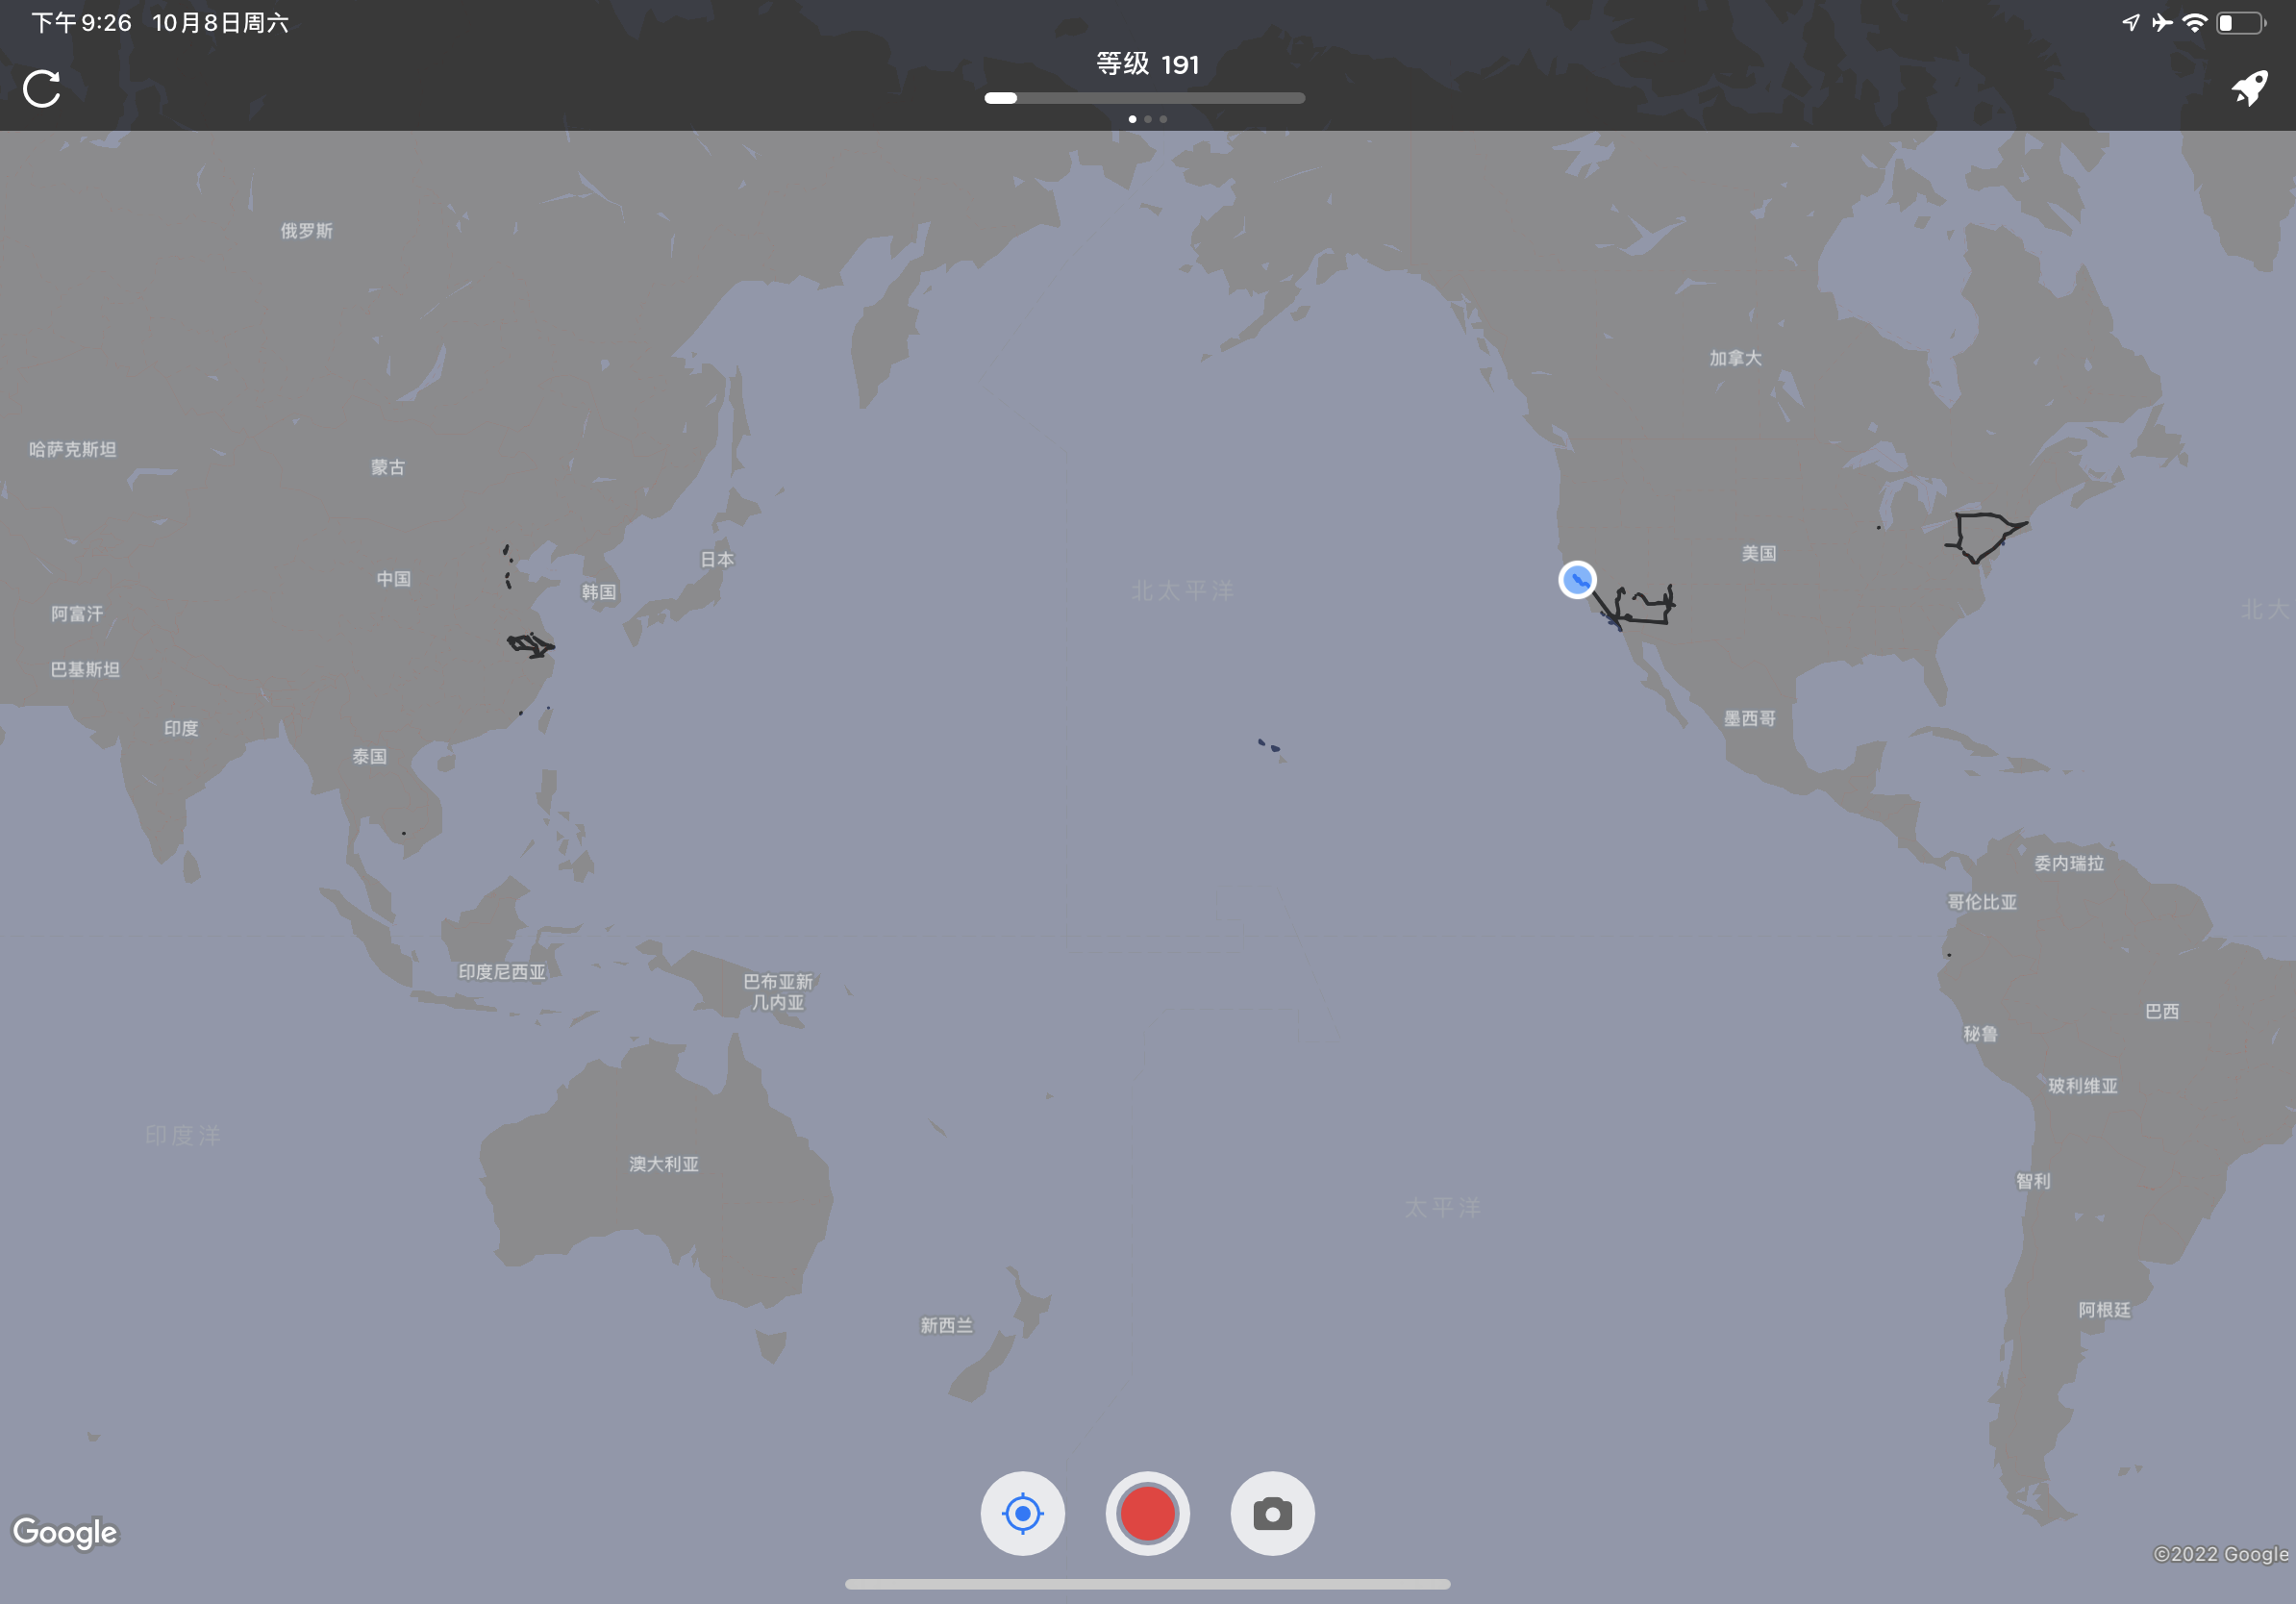 下午9:26 10月8日周六
等级 191
俄罗斯
加拿大
哈萨克斯坦
蒙古
日本
美国
中国
韩国
北太平洋
阿富汗
北大
巴基斯坦
墨西哥
印度
泰国
委内瑞拉
哥伦比亚
印度尼西亚
巴布亚新
几内亚
巴西
秘鲁
玻利维亚
印度洋
澳大利亚
智利
太平洋
阿根廷
新西兰
Google
©2022 Google